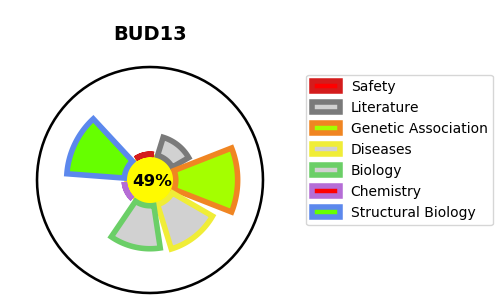 BUD13
49%
Safety
Literature
Genetic Association
Diseases
Biology
Chemistry
Structural Biology